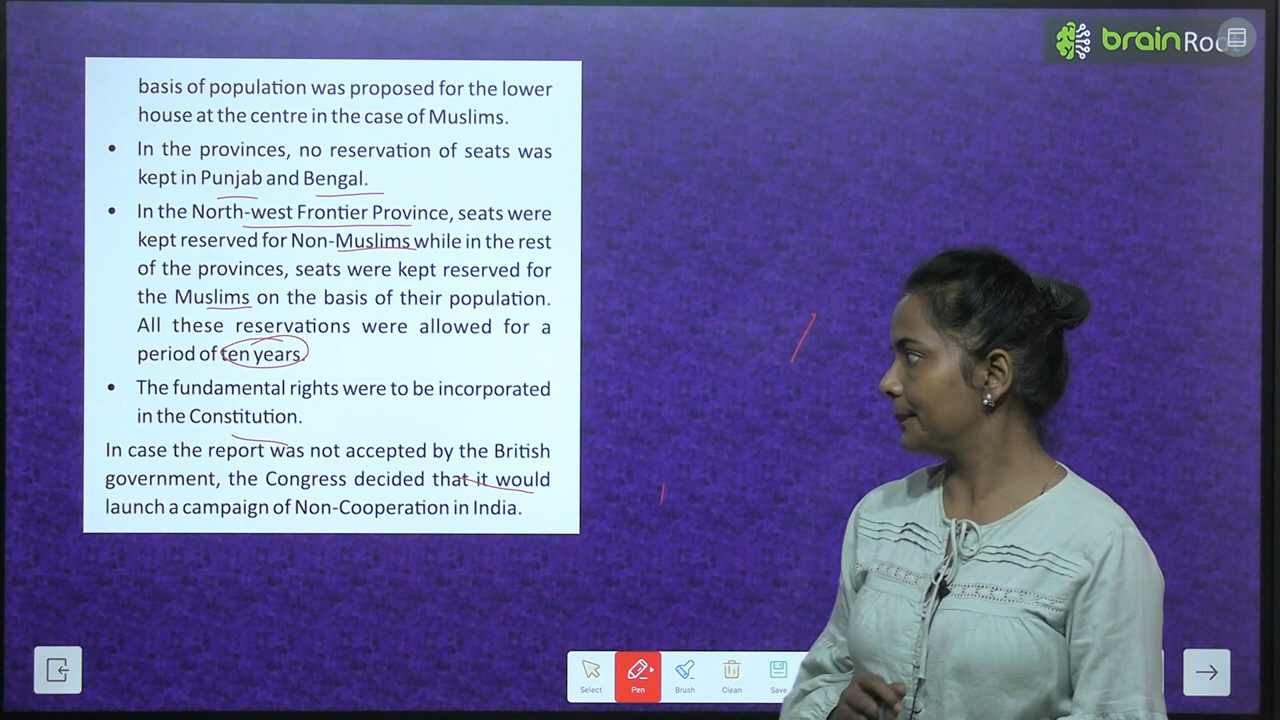 brainRoot
basis of population was proposed for the lower
house at the centre in the case of Muslims.
• In the provinces, no reservation of seats was
kept in Punjab and Bengal.
• In the North-west Frontier Province, seats were
kept reserved for Non-Muslims while in the rest
of the provinces, seats were kept reserved for
the Muslims on the basis of their population.
All these reservations were allowed for a
period of ten years.
• The fundamental rights were to be incorporated
in the Constitution.
In case the report was not accepted by the British
government, the Congress decided that it would
launch a campaign of Non-Cooperation in India.
Select Pen Brush Clean Save